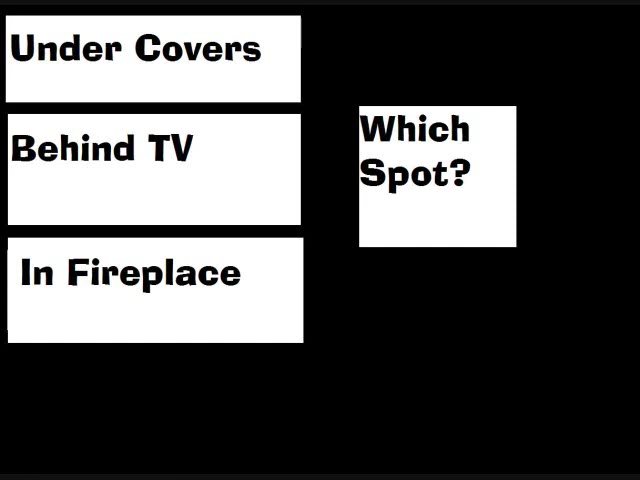 Under Covers
Behind TV
In Fireplace
Which
Spot?